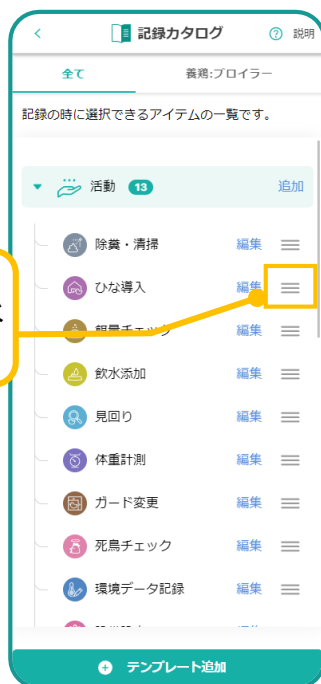 記録カタログ
説明
全て
養鶏:ブロイラー
記録の時に選択できるアイテムの一覧です。
活動 13
追加
除糞・清掃 編集
ひな導入 編集
飲水添加 編集
見回り 編集
体重計測 編集
ガード変更 編集
死鳥チェック 編集
環境データ記録 編集
テンプレート追加